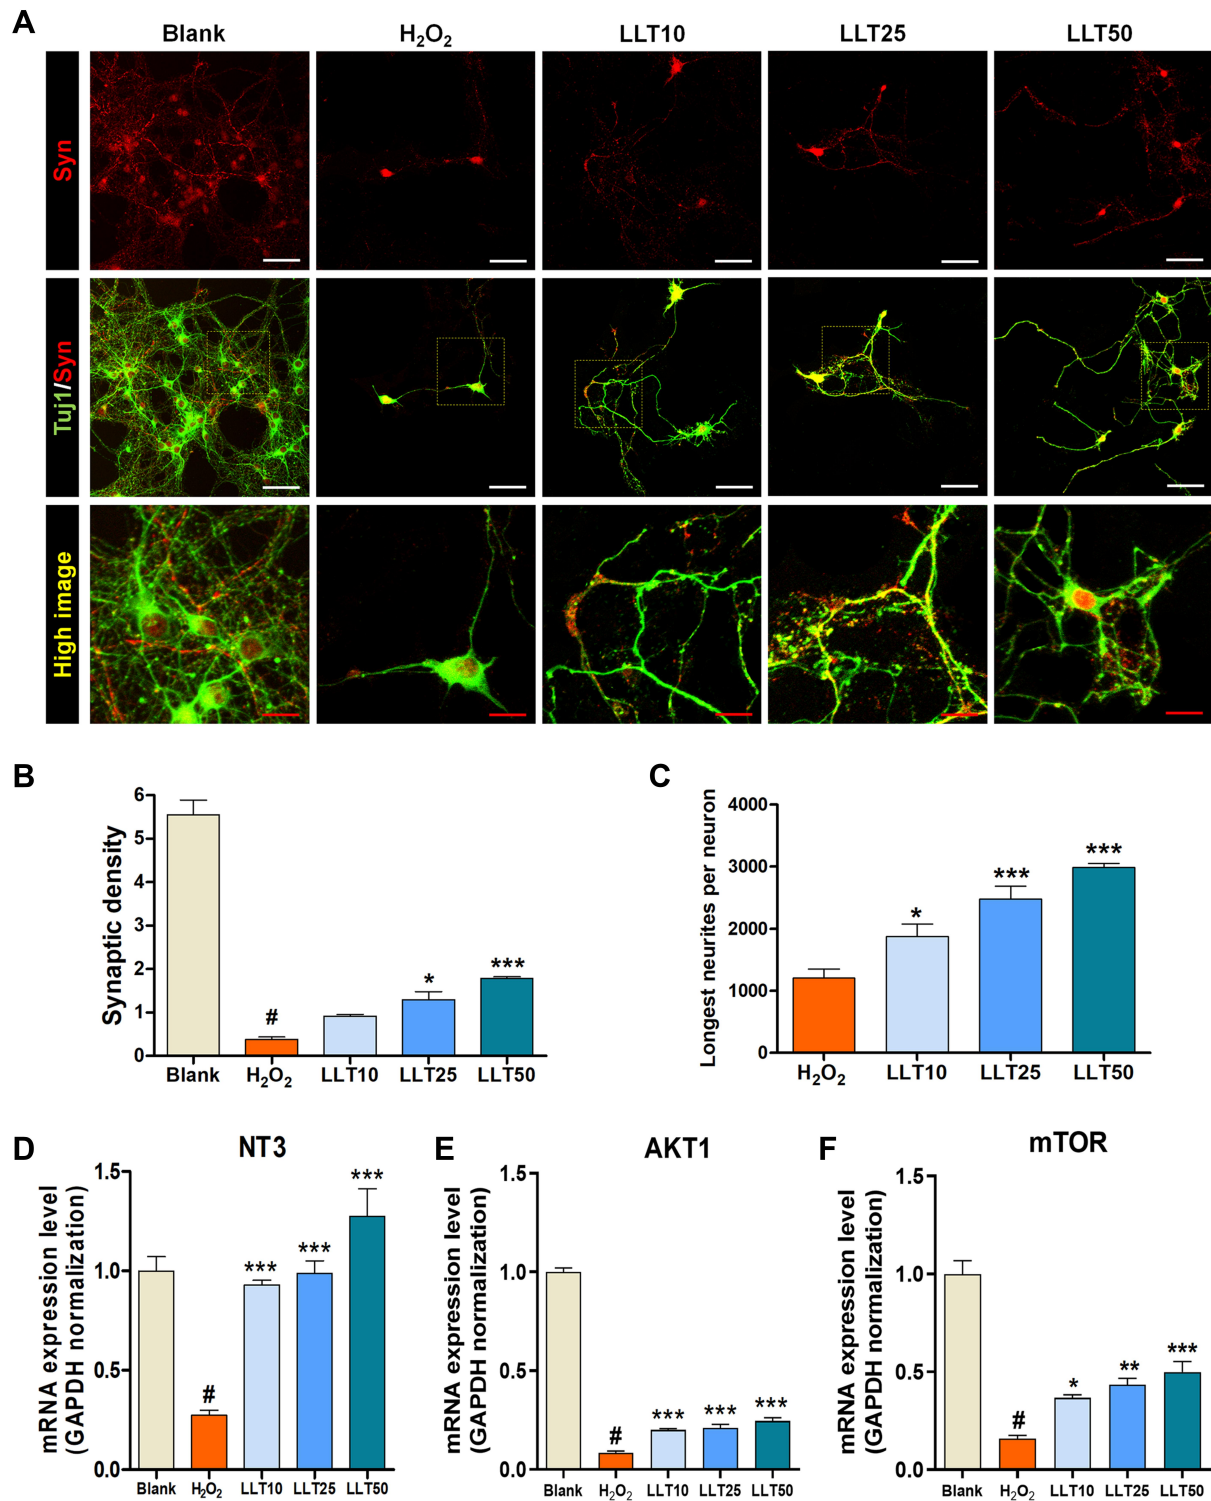 A
Blank
H₂O₂
LLT10
LLT25
LLT50
Syn
Tuj1/Syn
High image
B
Synaptic density
6
5
4
3
2
1
0
#
*
***
Blank
H₂O₂
LLT10
LLT25
LLT50
C
Longest neurites per neuron
4000
3000
2000
1000
0
*
***
***
H₂O₂
LLT10
LLT25
LLT50
D
NT3
mRNA expression level
(GAPDH normalization)
1.5
1.0
0.5
0.0
#
***
***
***
Blank
H₂O₂
LLT10
LLT25
LLT50
E
AKT1
mRNA expression level
(GAPDH normalization)
1.5
1.0
0.5
0.0
#
***
***
***
Blank
H₂O₂
LLT10
LLT25
LLT50
F
mTOR
mRNA expression level
(GAPDH normalization)
1.5
1.0
0.5
0.0
#
*
**
***
Blank
H₂O₂
LLT10
LLT25
LLT50